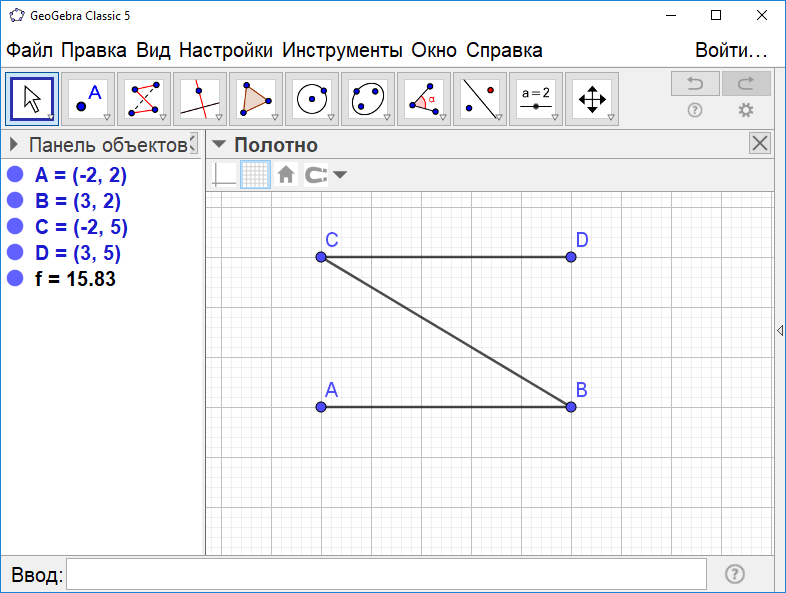 GeoGebra Classic 5
Файл Правка Вид Настройки Инструменты Окно Справка Войти…
A α a = 2
Панель объектов Полотно
A = (-2, 2)
B = (3, 2)
C = (-2, 5)
D = (3, 5)
f = 15.83
C D
A B
Ввод: